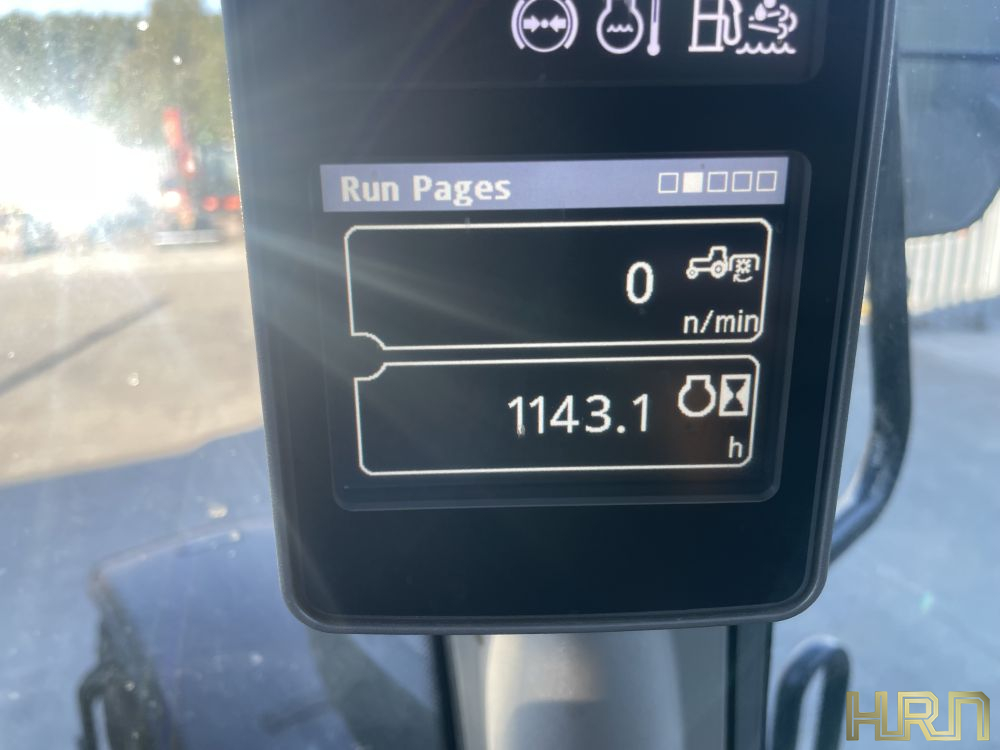 Run Pages
0
n/min
1143.1
h
HRN